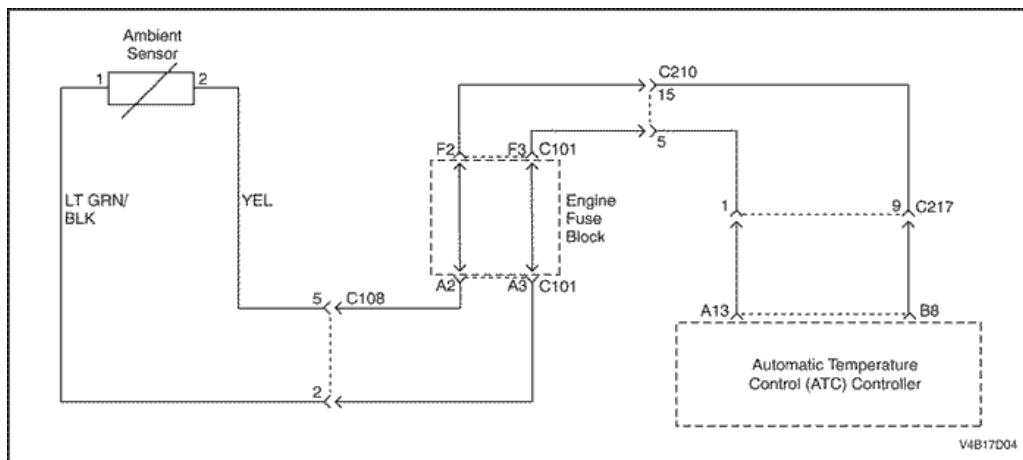 Ambient
Sensor
1
2
C210
15
5
F2
F3
C101
LT GRN/
BLK
YEL
Engine
Fuse
Block
1
9
C217
A2
A3
C101
5
C108
A13
B8
2
Automatic Temperature
Control (ATC) Controller
V4B17D04